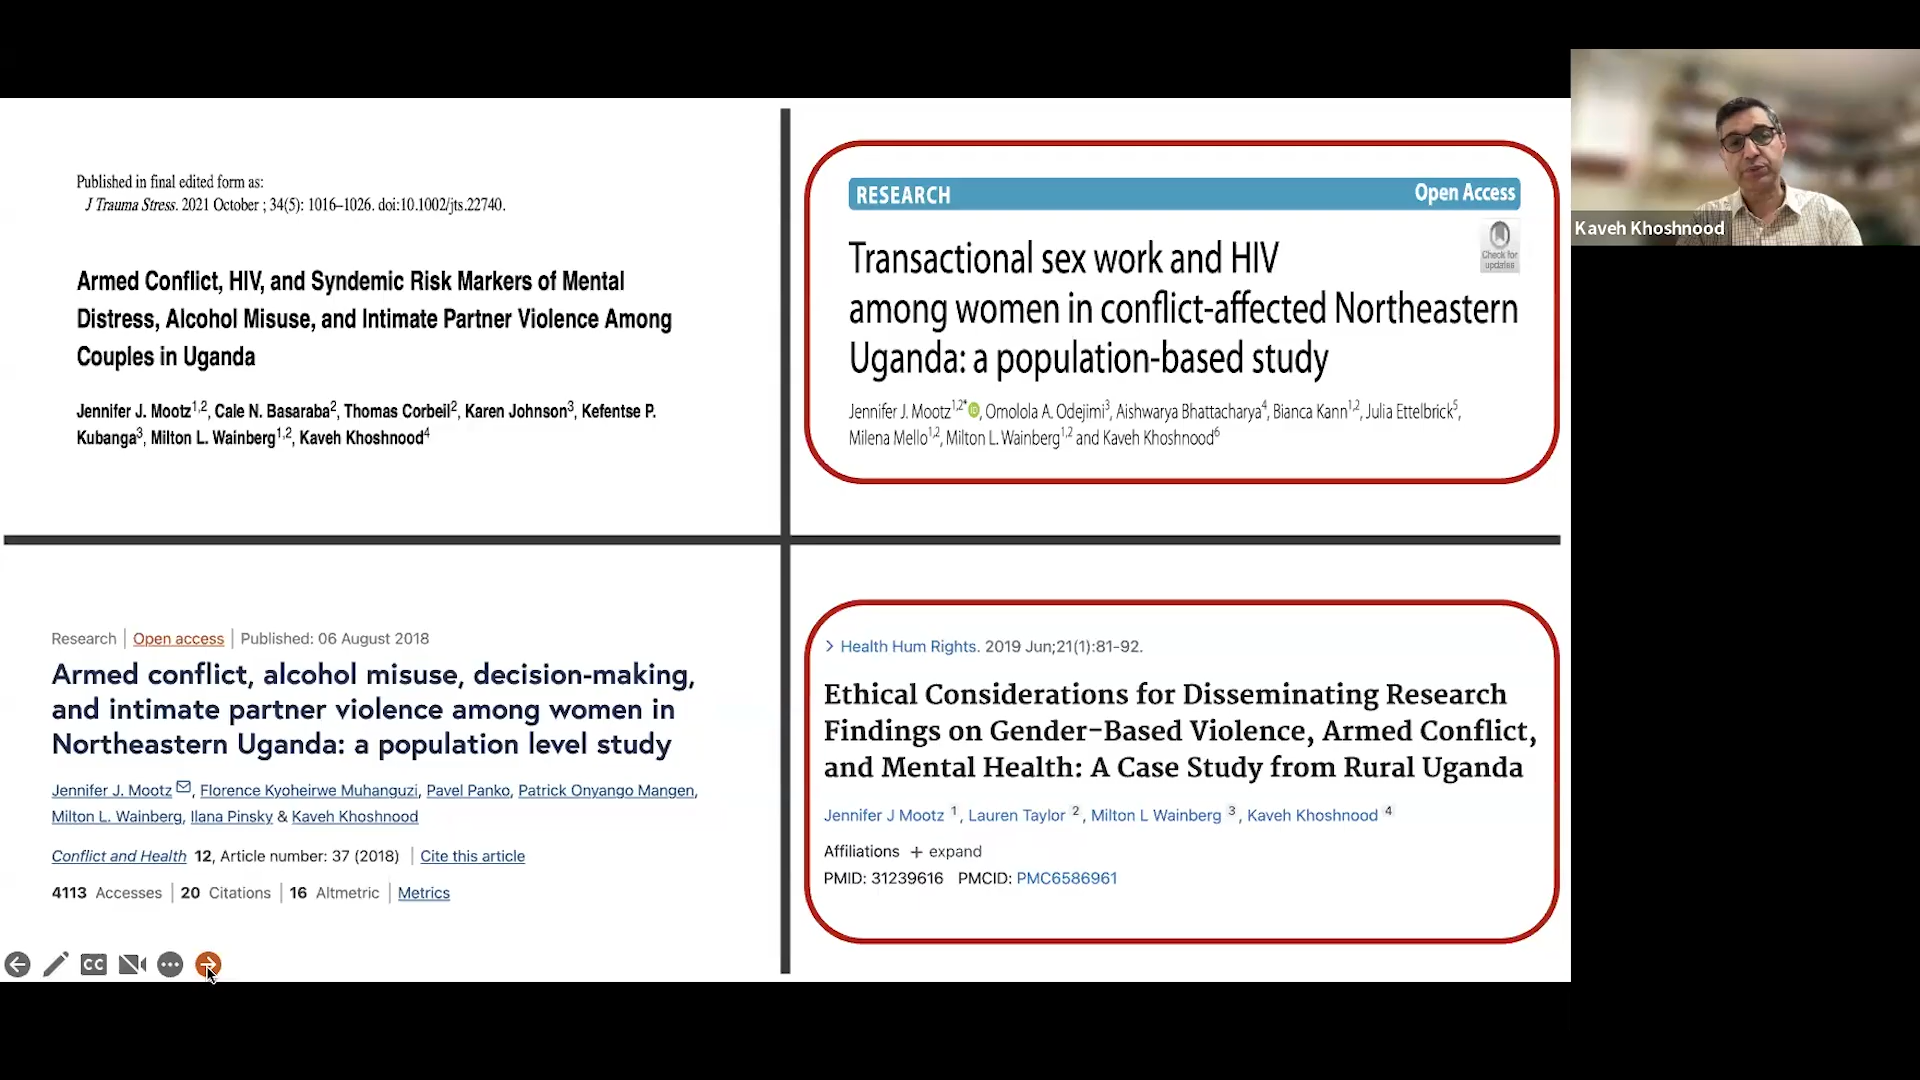 Published in final edited form as:
J Trauma Stress. 2021 October ; 34(5): 1016–1026. doi:10.1002/jts.22740.
Armed Conflict, HIV, and Syndemic Risk Markers of Mental
Distress, Alcohol Misuse, and Intimate Partner Violence Among
Couples in Uganda
Jennifer J. Mootz1,2, Cale N. Basaraba2, Thomas Corbeil2, Karen Johnson3, Kefentse P.
Kubanga3, Milton L. Wainberg1,2, Kaveh Khoshnood4
RESEARCH Open Access
Check for
updates
Transactional sex work and HIV
among women in conflict-affected Northeastern
Uganda: a population-based study
Jennifer J. Mootz1,2* iD, Omolola A. Odejimi3, Aishwarya Bhattacharya4, Bianca Kann1,2, Julia Ettelbrick5,
Milena Mello1,2, Milton L. Wainberg1,2 and Kaveh Khoshnood6
Research | Open access | Published: 06 August 2018
Armed conflict, alcohol misuse, decision-making,
and intimate partner violence among women in
Northeastern Uganda: a population level study
Jennifer J. Mootz, Florence Kyoheirwe Muhanguzi, Pavel Panko, Patrick Onyango Mangen,
Milton L. Wainberg, Ilana Pinsky & Kaveh Khoshnood
Conflict and Health 12, Article number: 37 (2018) | Cite this article
4113 Accesses | 20 Citations | 16 Altmetric | Metrics
> Health Hum Rights. 2019 Jun;21(1):81-92.
Ethical Considerations for Disseminating Research
Findings on Gender-Based Violence, Armed Conflict,
and Mental Health: A Case Study from Rural Uganda
Jennifer J Mootz 1, Lauren Taylor 2, Milton L Wainberg 3, Kaveh Khoshnood 4
Affiliations + expand
PMID: 31239616 PMCID: PMC6586961
CC
Kaveh Khoshnood